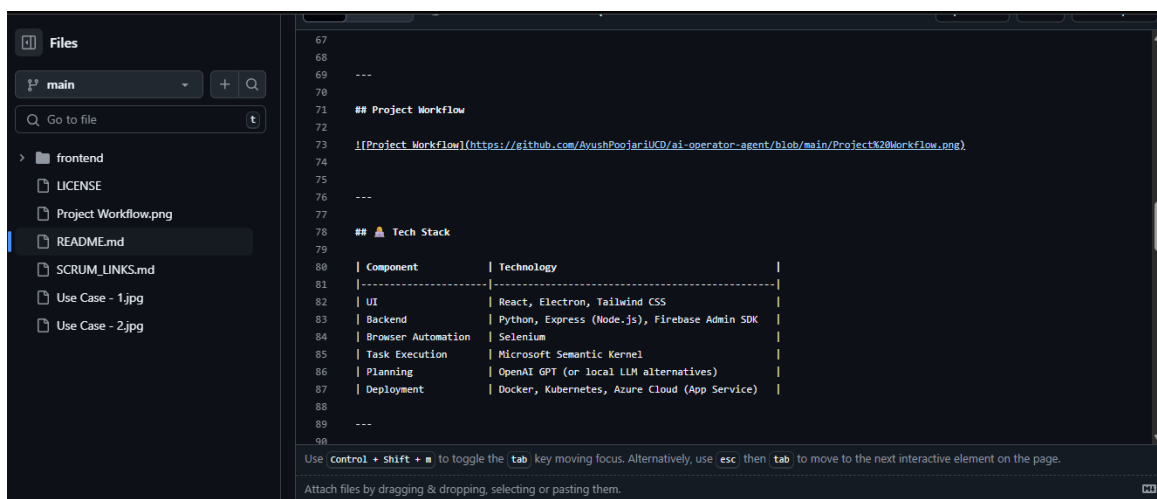 Files
main
Go to file
t
frontend
LICENSE
Project Workflow.png
README.md
SCRUM_LINKS.md
Use Case - 1.jpg
Use Case - 2.jpg
67
68
69 ---
70
71 ## Project Workflow
72
73 ![Project Workflow](https://github.com/AyushPoojariUCD/ai-operator-agent/blob/main/Project%20Workflow.png)
74
75
76 ---
77
78 ## 🧑‍💻 Tech Stack
79
80 | Component | Technology |
81 |----------------------|-----------------------------------------------|
82 | UI | React, Electron, Tailwind CSS |
83 | Backend | Python, Express (Node.js), Firebase Admin SDK |
84 | Browser Automation | Selenium |
85 | Task Execution | Microsoft Semantic Kernel |
86 | Planning | OpenAI GPT (or local LLM alternatives) |
87 | Deployment | Docker, Kubernetes, Azure Cloud (App Service) |
88
89 ---
90
Use Control + Shift + m to toggle the tab key moving focus. Alternatively, use esc then tab to move to the next interactive element on the page.
Attach files by dragging & dropping, selecting or pasting them.